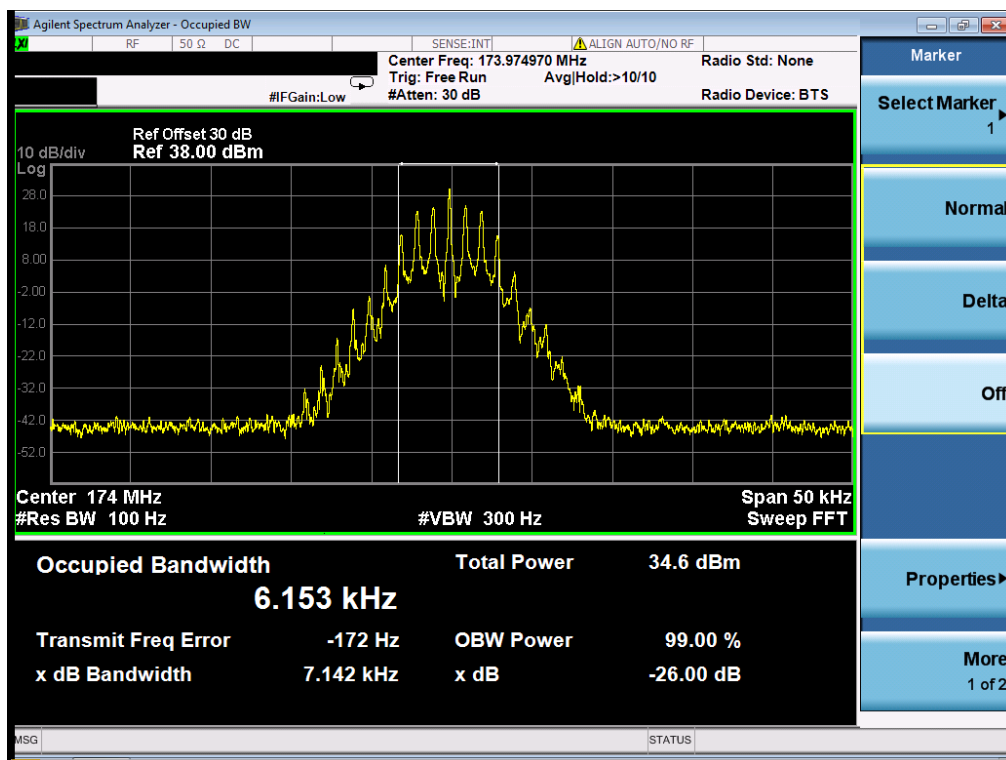 Agilent Spectrum Analyzer - Occupied BW
LXI
RF 50 Ω DC SENSE:INT ALIGN AUTO/NO RF
Center Freq: 173.974970 MHz Radio Std: None
Trig: Free Run Avg|Hold:>10/10
#IFGain:Low #Atten: 30 dB Radio Device: BTS
Ref Offset 30 dB
10 dB/div Ref 38.00 dBm
Log
28.0
18.0
8.00
-2.00
-12.0
-22.0
-32.0
-42.0
-52.0
Center 174 MHz Span 50 kHz
#Res BW 100 Hz #VBW 300 Hz Sweep FFT
Occupied Bandwidth Total Power 34.6 dBm
6.153 kHz
Transmit Freq Error -172 Hz OBW Power 99.00 %
x dB Bandwidth 7.142 kHz x dB -26.00 dB
MSG STATUS
Marker
Select Marker
1
Normal
Delta
Off
Properties
More
1 of 2